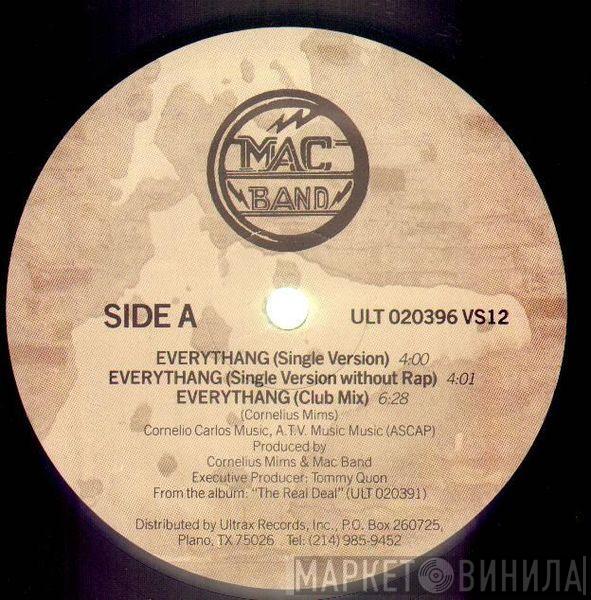 MAC
BAND
SIDE A
ULT 020396 VS12
EVERYTHANG (Single Version) 4:00
EVERYTHANG (Single Version without Rap) 4:01
EVERYTHANG (Club Mix) 6:28
(Cornelius Mims)
Cornelio Carlos Music, A.T.V. Music Music (ASCAP)
Produced by
Cornelius Mims & Mac Band
Executive Producer: Tommy Quon
From the album: "The Real Deal" (ULT 020391)
Distributed by Ultrax Records, Inc., P.O. Box 260725,
Plano, TX 75026 Tel: (214) 985-9452
МАРКЕТ ВИНИЛА